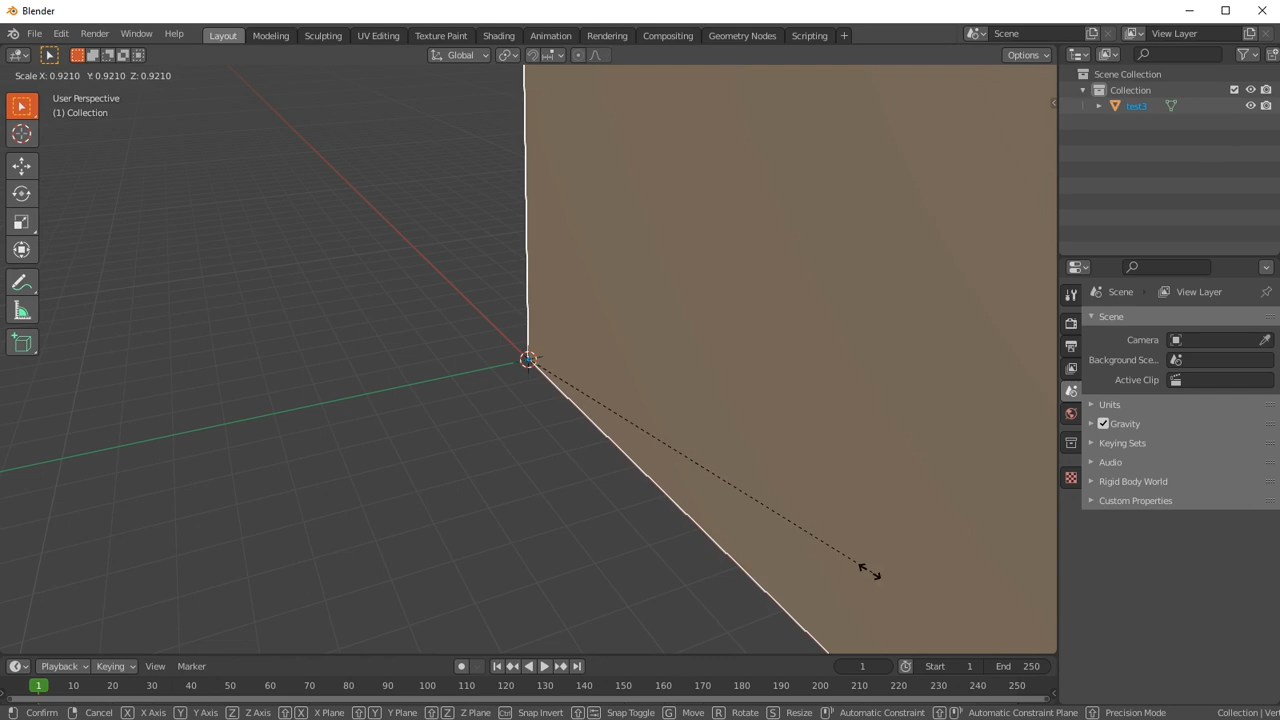 Blender
File Edit Render Window Help Layout Modeling Sculpting UV Editing Texture Paint Shading Animation Rendering Compositing Geometry Nodes Scripting + Scene View Layer
Global Options
Scale X: 0.9210 Y: 0.9210 Z: 0.9210
User Perspective
(1) Collection
Scene Collection
Collection
test3
Scene View Layer
Scene
Camera
Background Sce...
Active Clip
Units
Gravity
Keying Sets
Audio
Rigid Body World
Custom Properties
Playback Keying View Marker 1 Start 1 End 250
1 10 20 30 40 50 60 70 80 90 100 110 120 130 140 150 160 170 180 190 200 210 220 230 240 250
Confirm Cancel X X Axis Y Y Axis Z Z Axis X X Plane Y Y Plane Z Z Plane Ctrl Snap Invert Snap Toggle G Move R Rotate S Resize Automatic Constraint Automatic Constraint Plane Precision Mode Collection | Ver